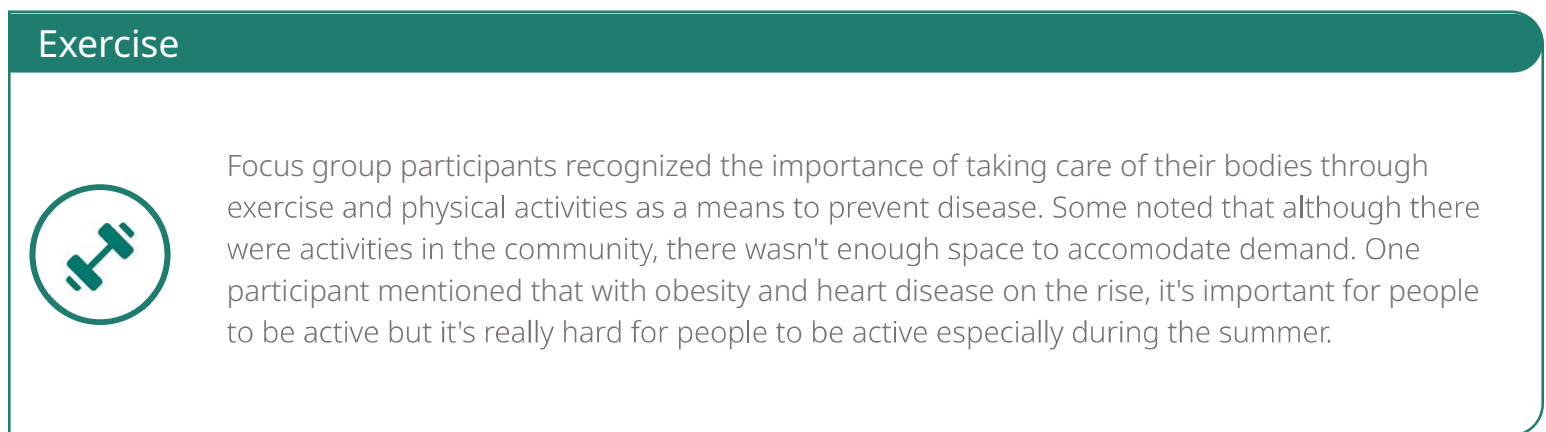 Exercise
Focus group participants recognized the importance of taking care of their bodies through
exercise and physical activities as a means to prevent disease. Some noted that although there
were activities in the community, there wasn't enough space to accomodate demand. One
participant mentioned that with obesity and heart disease on the rise, it's important for people
to be active but it's really hard for people to be active especially during the summer.